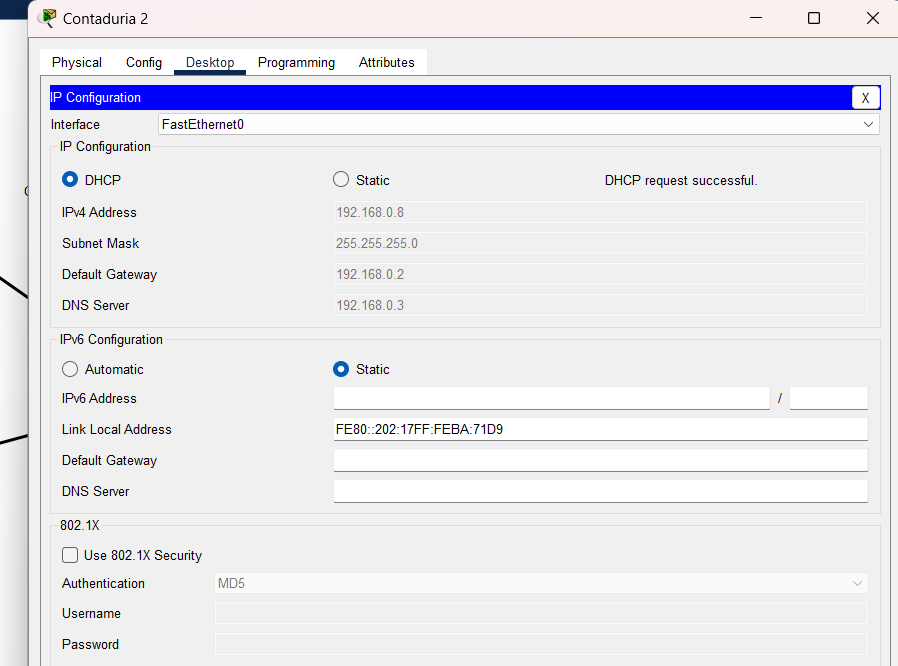 Contaduria 2
Physical Config Desktop Programming Attributes
IP Configuration X
Interface FastEthernet0
IP Configuration
DHCP Static DHCP request successful.
IPv4 Address 192.168.0.8
Subnet Mask 255.255.255.0
Default Gateway 192.168.0.2
DNS Server 192.168.0.3
IPv6 Configuration
Automatic Static
IPv6 Address /
Link Local Address FE80::202:17FF:FEBA:71D9
Default Gateway
DNS Server
802.1X
Use 802.1X Security
Authentication MD5
Username
Password